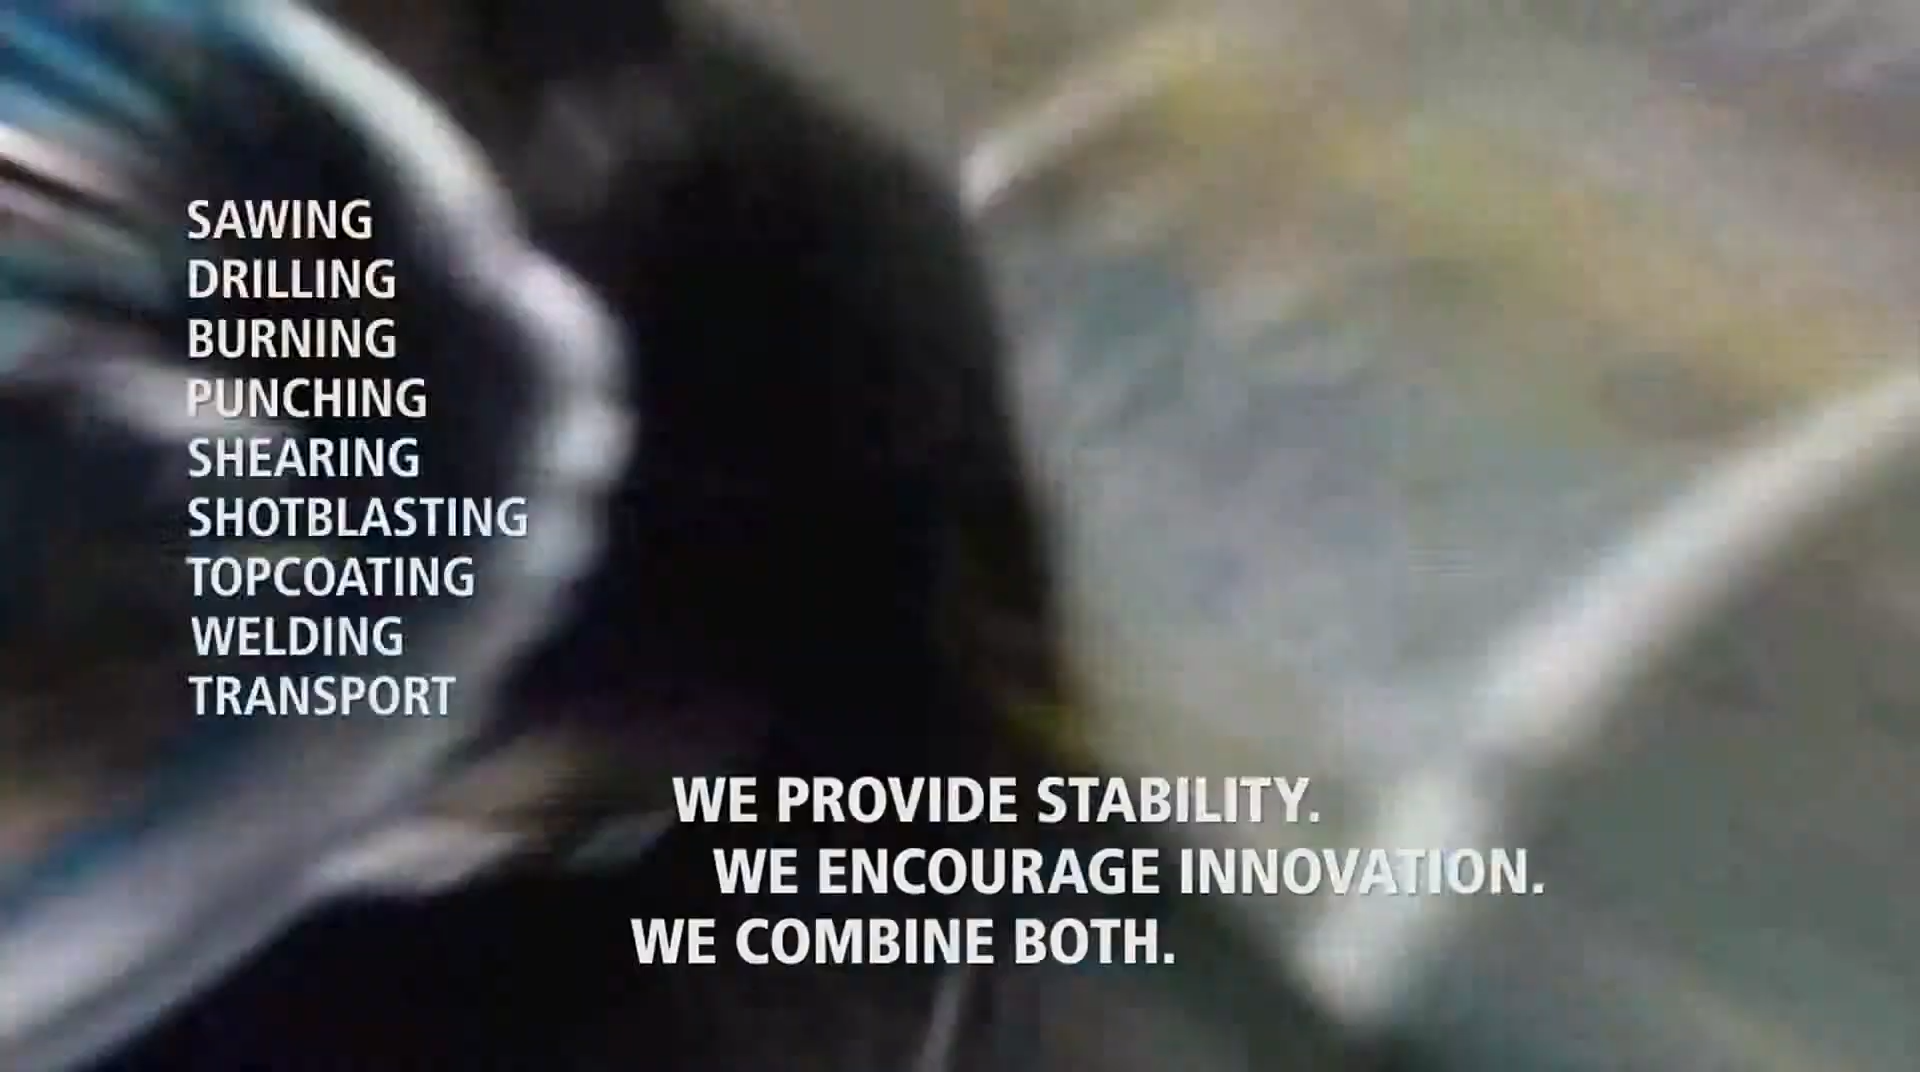 SAWING
DRILLING
BURNING
PUNCHING
SHEARING
SHOTBLASTING
TOPCOATING
WELDING
TRANSPORT
WE PROVIDE STABILITY.
WE ENCOURAGE INNOVATION.
WE COMBINE BOTH.